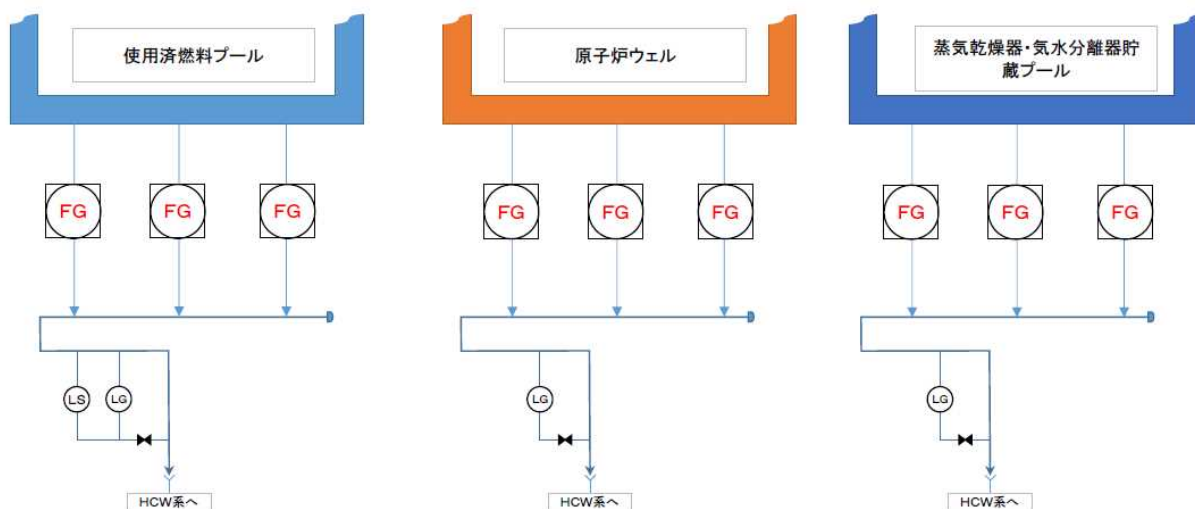 使用済燃料プール
原子炉ウェル
蒸気乾燥器・気水分離器貯
蔵プール
FG FG FG
FG FG FG
FG FG FG
LS LG
LG
LG
HCW系へ
HCW系へ
HCW系へ